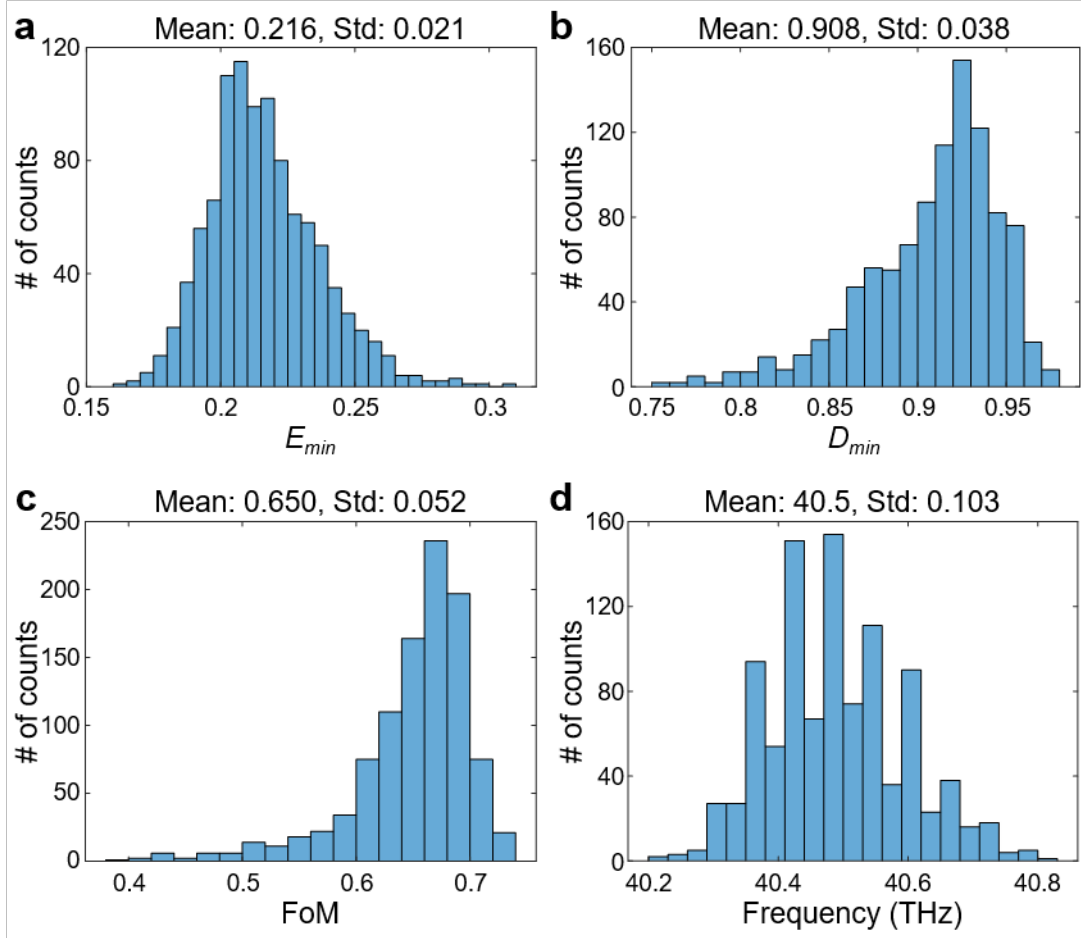 a
Mean: 0.216, Std: 0.021
120
80
40
0
# of counts
0.15 0.2 0.25 0.3
E_min
b
Mean: 0.908, Std: 0.038
160
120
80
40
0
# of counts
0.75 0.8 0.85 0.9 0.95
D_min
c
Mean: 0.650, Std: 0.052
250
200
150
100
50
0
# of counts
0.4 0.5 0.6 0.7
FoM
d
Mean: 40.5, Std: 0.103
160
120
80
40
0
# of counts
40.2 40.4 40.6 40.8
Frequency (THz)